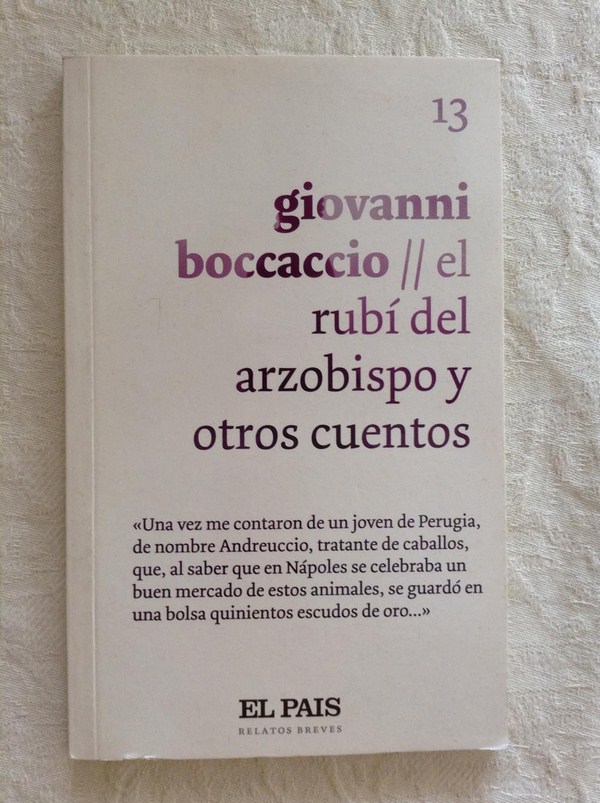 13
giovanni
boccaccio // el
rubí del
arzobispo y
otros cuentos
«Una vez me contaron de un joven de Perugia,
de nombre Andreuccio, tratante de caballos,
que, al saber que en Nápoles se celebraba un
buen mercado de estos animales, se guardó en
una bolsa quinientos escudos de oro...»
EL PAIS
RELATOS BREVES